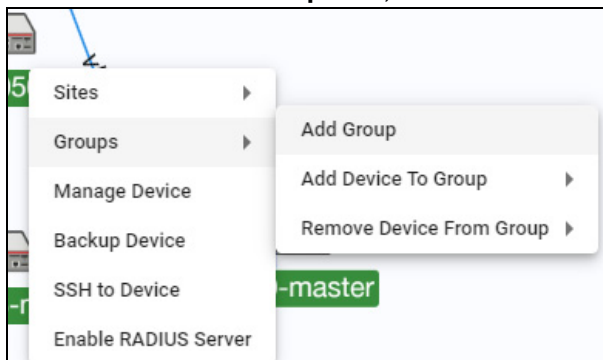 Sites
Groups
Manage Device
Backup Device
SSH to Device
Enable RADIUS Server
Add Group
Add Device To Group
Remove Device From Group
-master